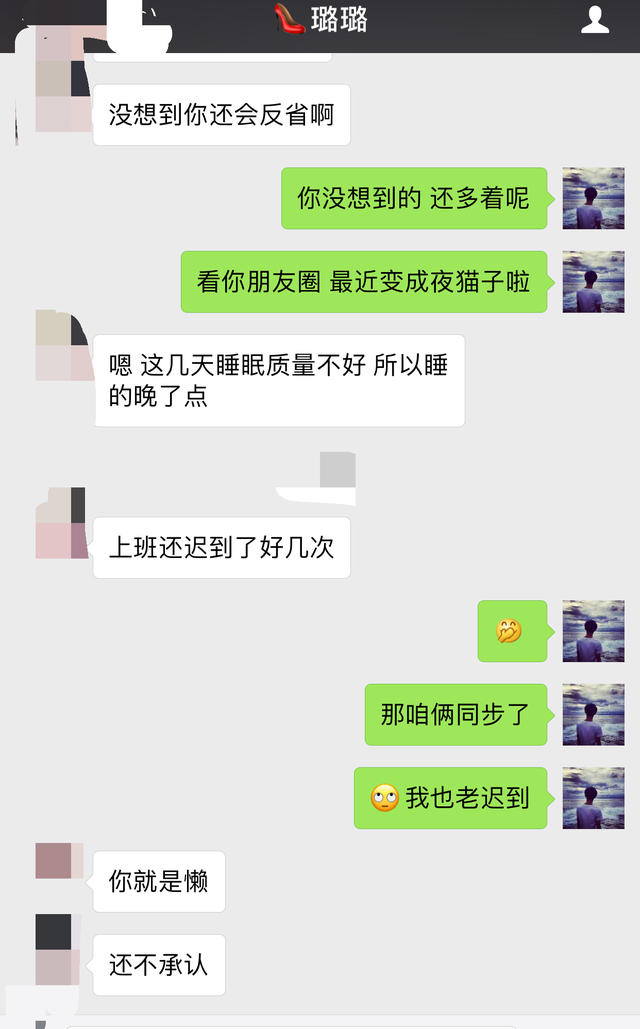 璐璐
没想到你还会反省啊
你没想到的 还多着呢
看你朋友圈 最近变成夜猫子啦
嗯 这几天睡眠质量不好 所以睡
的晚了点
上班还迟到了好几次
那咱俩同步了
我也老迟到
你就是懒
还不承认